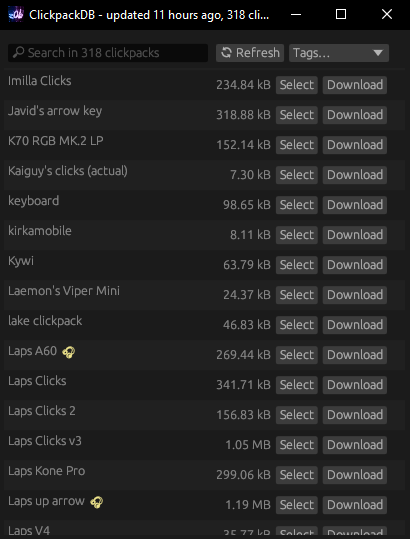 ClickpackDB - updated 11 hours ago, 318 cli...
Search in 318 clickpacks Refresh Tags...
Imilla Clicks 234.84 kB Select Download
Javid's arrow key 318.88 kB Select Download
K70 RGB MK.2 LP 152.14 kB Select Download
Kaiguy's clicks (actual) 7.30 kB Select Download
keyboard 98.65 kB Select Download
kirkamobile 8.11 kB Select Download
Kywi 63.79 kB Select Download
Laemon's Viper Mini 24.37 kB Select Download
lake clickpack 46.83 kB Select Download
Laps A60 269.44 kB Select Download
Laps Clicks 341.71 kB Select Download
Laps Clicks 2 156.83 kB Select Download
Laps Clicks v3 1.05 MB Select Download
Laps Kone Pro 299.06 kB Select Download
Laps up arrow 1.19 MB Select Download
Laps V4 35.77 kB Select Download